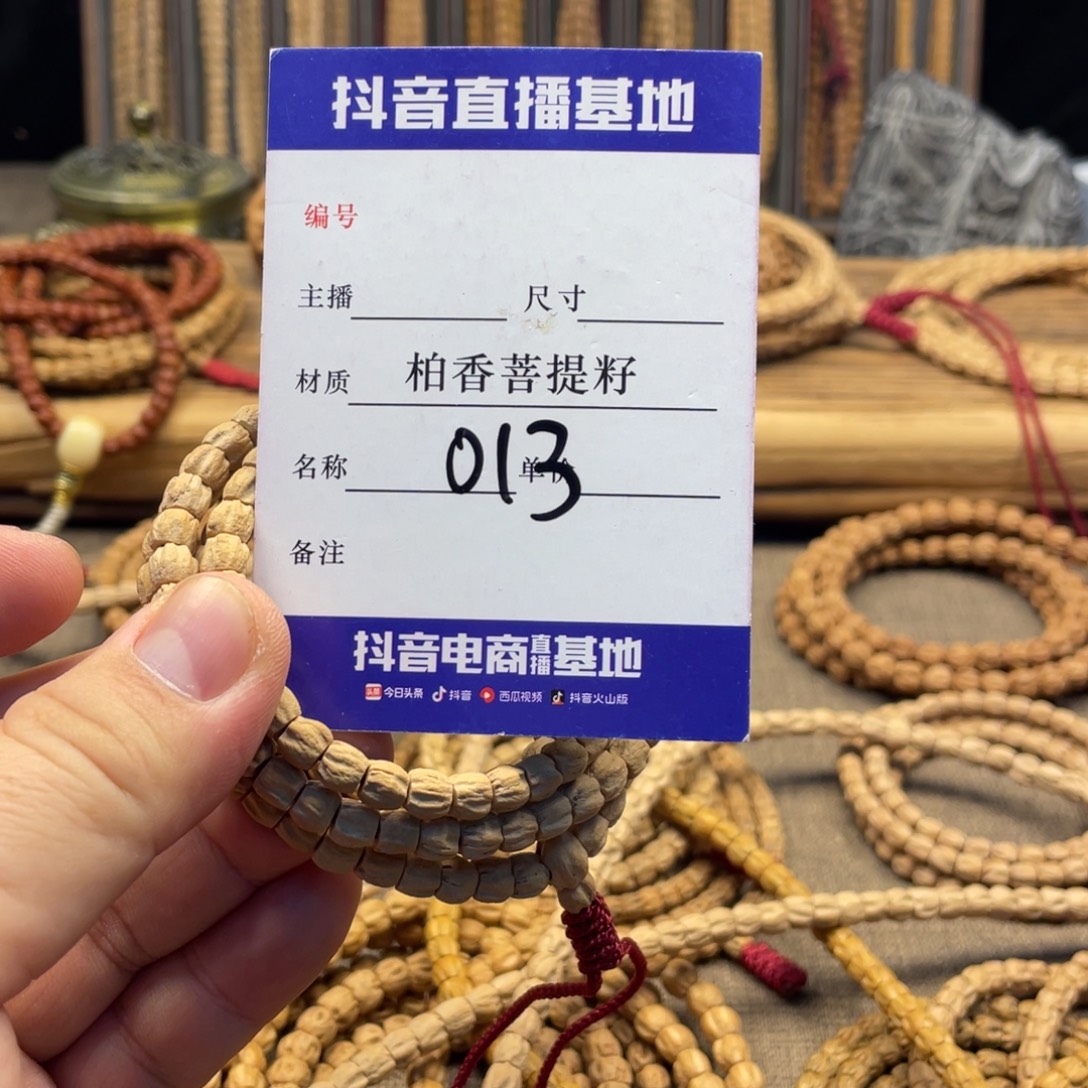 抖音直播基地
编号
主播 尺寸
材质 柏香菩提籽
名称 013 单价
备注
抖音电商直播基地
头条 今日头条 抖音 西瓜视频 抖音火山版